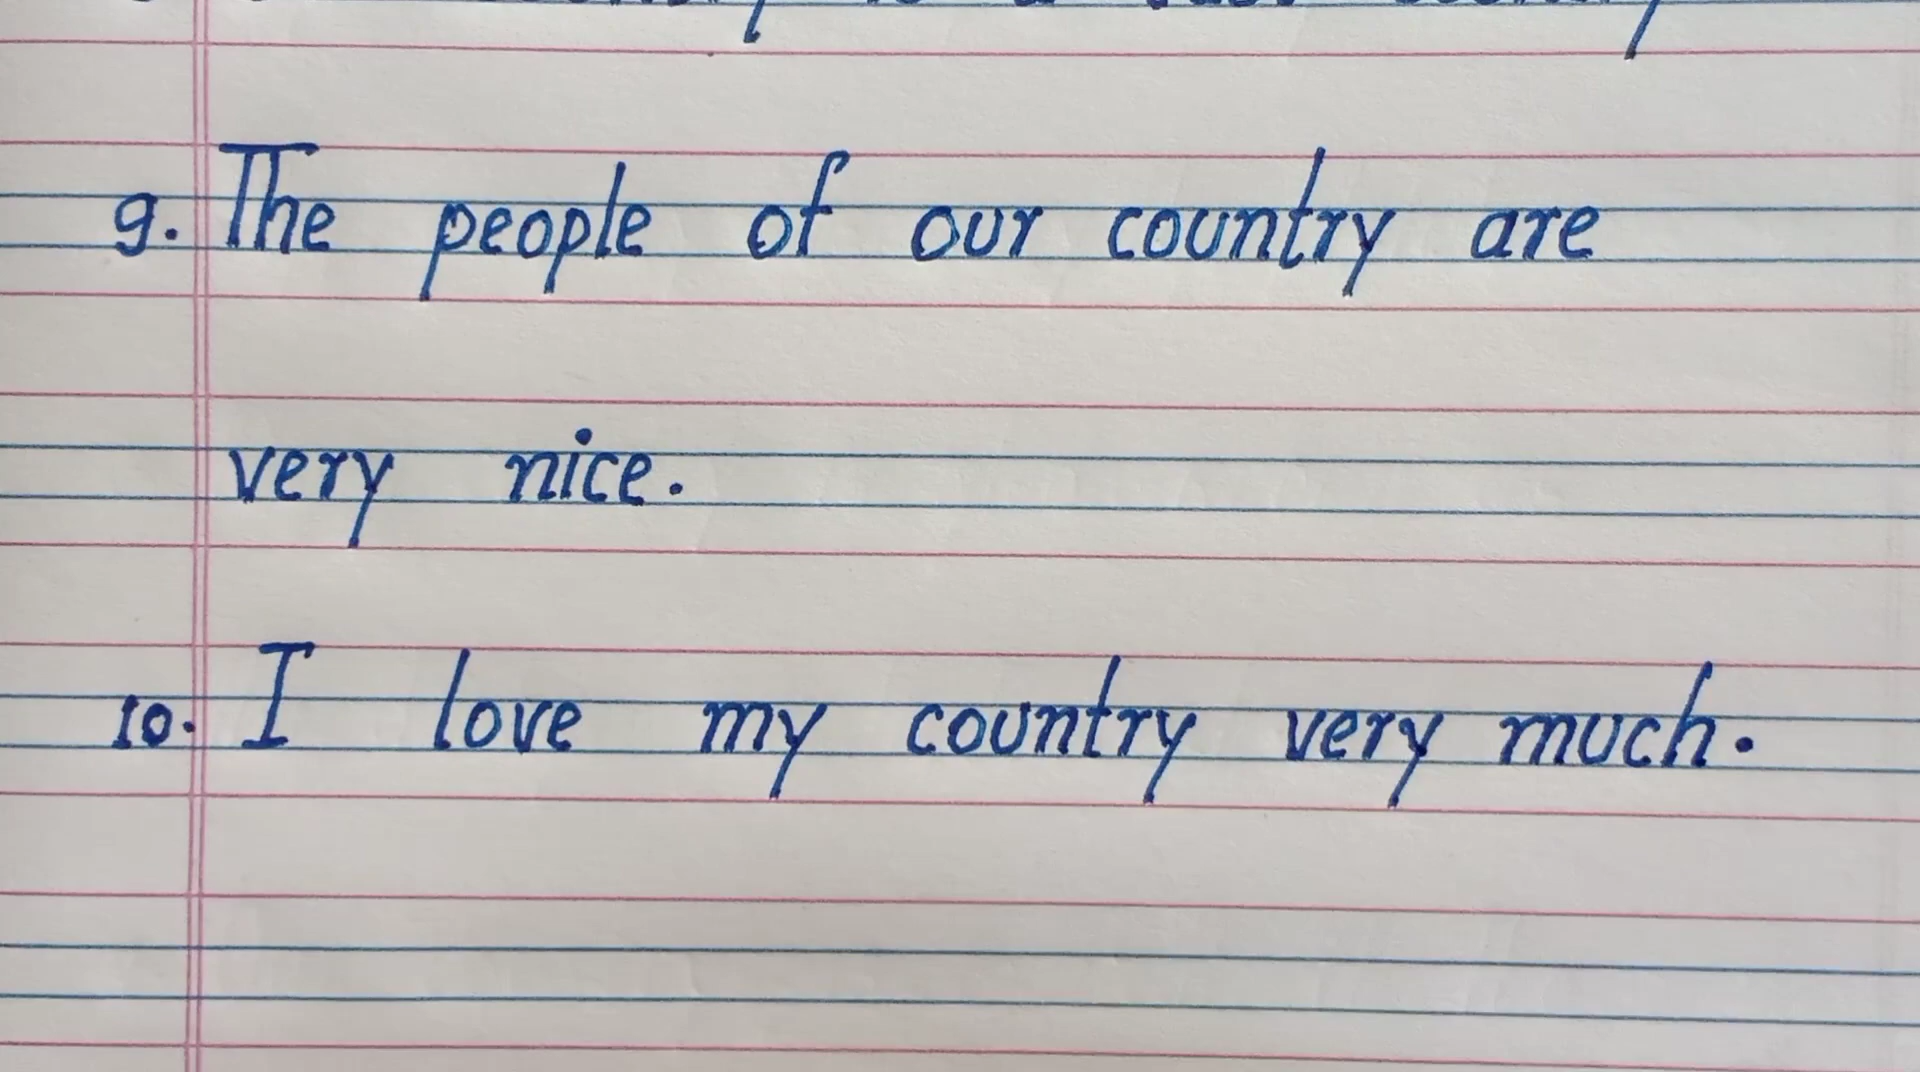 9. The people of our country are
very nice.
10. I love my country very much.